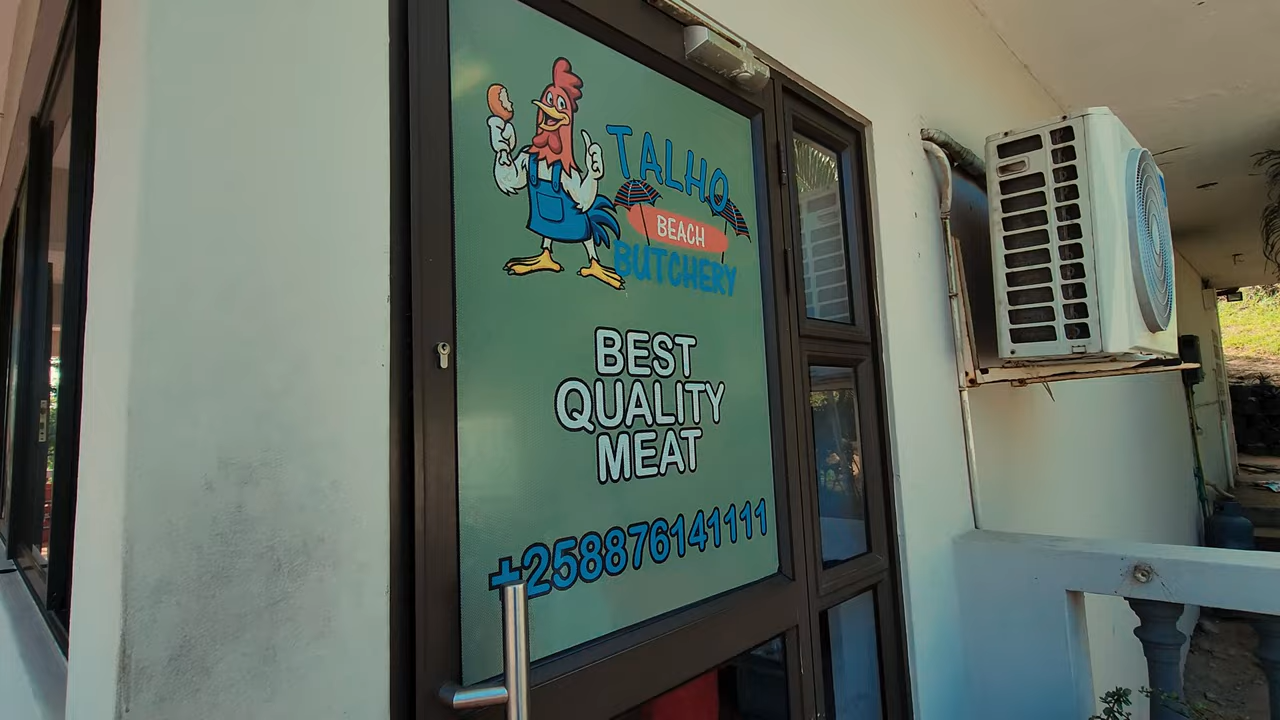 TALHO
BEACH
BUTCHERY
BEST
QUALITY
MEAT
+258876141111